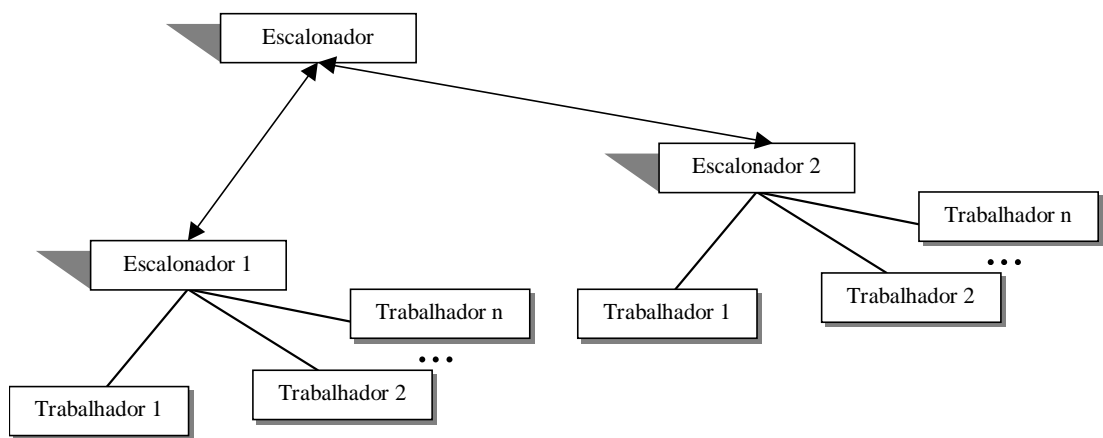 Escalonador
Escalonador 2
Trabalhador n
...
Trabalhador 2
Trabalhador 1
Escalonador 1
Trabalhador n
...
Trabalhador 2
Trabalhador 1